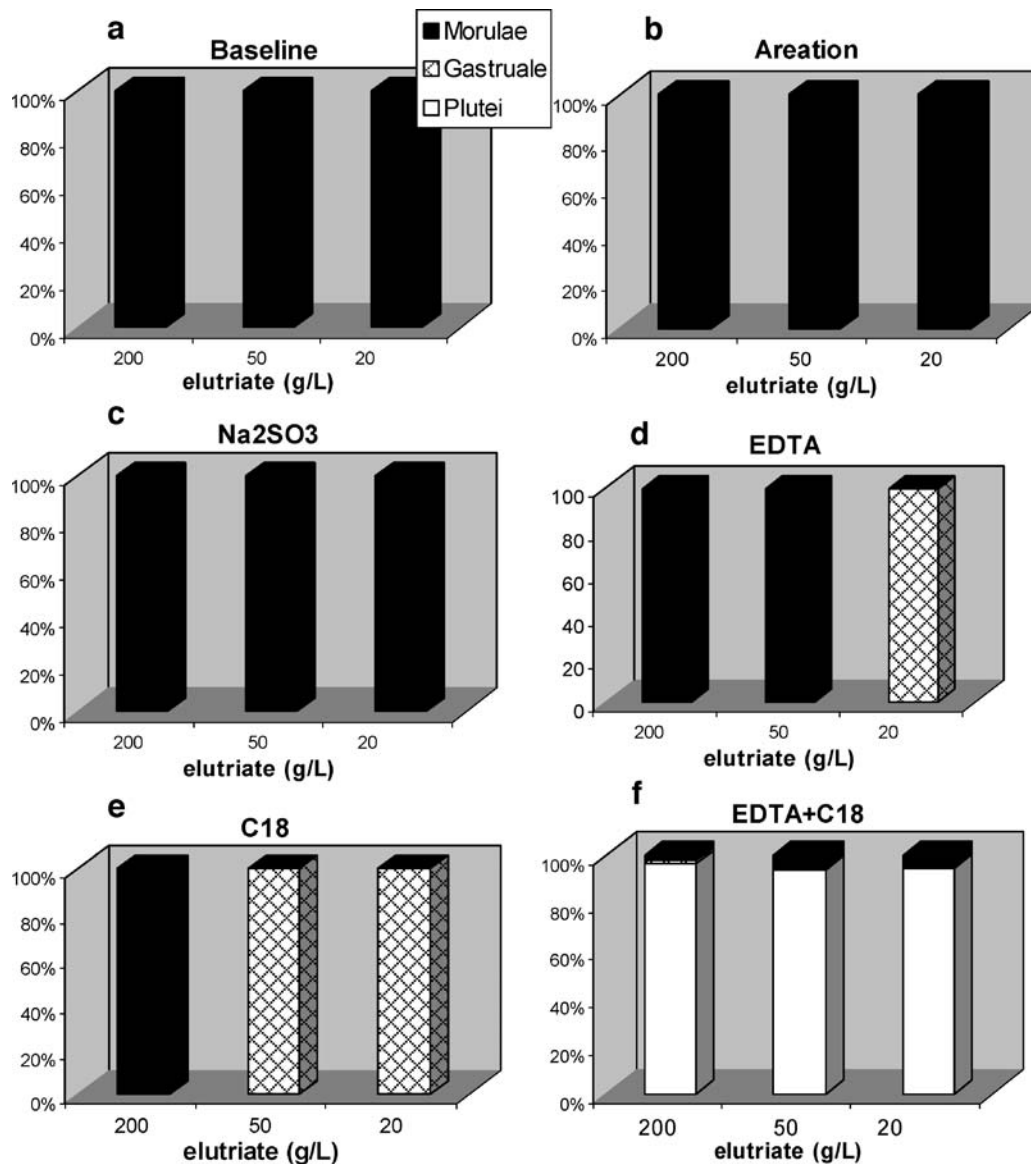 a
Baseline
Morulae
Gastruale
Plutei
100%
80%
60%
40%
20%
0%
200 50 20
elutriate (g/L)
b
Areation
100%
80%
60%
40%
20%
0%
200 50 20
elutriate (g/L)
c
Na2SO3
100%
80%
60%
40%
20%
0%
200 50 20
elutriate (g/L)
d
EDTA
100
80
60
40
20
0
200 50 20
elutriate (g/L)
e
C18
100%
80%
60%
40%
20%
0%
200 50 20
elutriate (g/L)
f
EDTA+C18
100%
80%
60%
40%
20%
0%
200 50 20
elutriate (g/L)